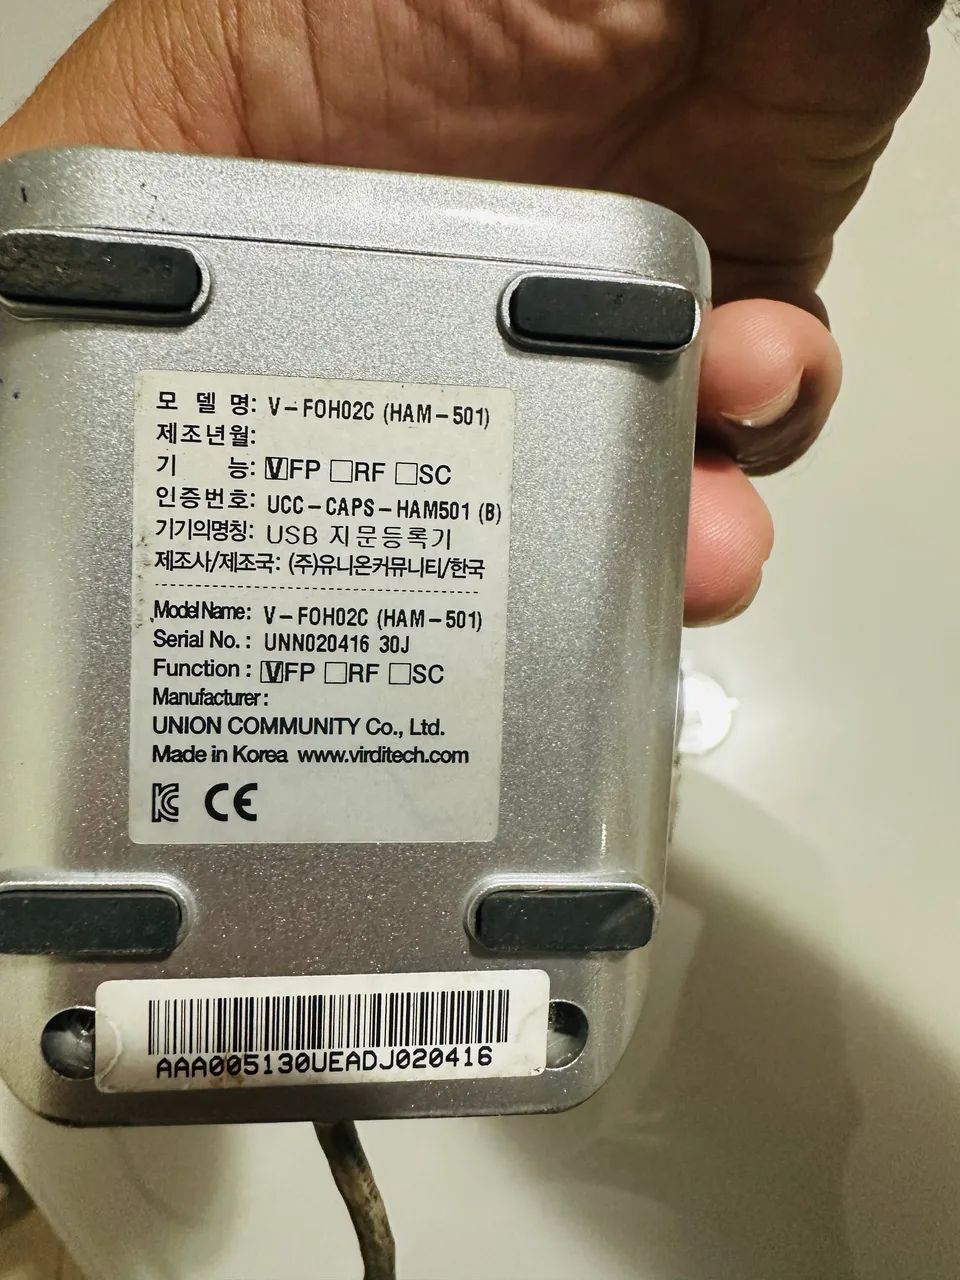 모 델 명: V-FOH02C (HAM-501)
제조년월:
기 능: ☑FP ☐RF ☐SC
인증번호: UCC-CAPS-HAM501 (B)
기기의명칭: USB 지문등록기
제조사/제조국: (주)유니온커뮤니티/한국
Model Name: V-FOH02C (HAM-501)
Serial No.: UNN020416 30J
Function: ☑FP ☐RF ☐SC
Manufacturer:
UNION COMMUNITY Co., Ltd.
Made in Korea www.virditech.com
KC CE
AAA005130UEADJ020416